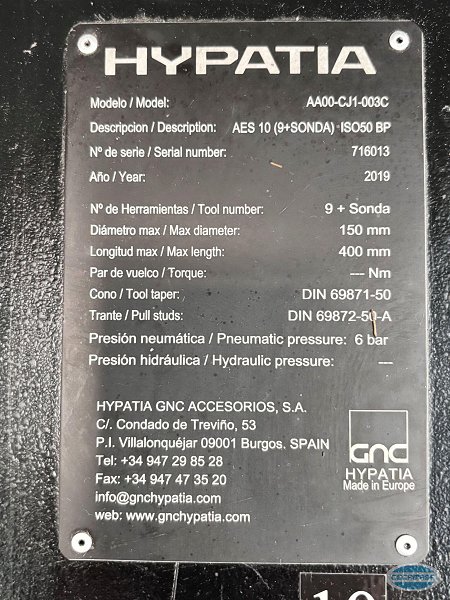 HYPATIA
Modelo / Model: AA00-CJ1-003C
Descripcion / Description: AES 10 (9+SONDA) ISO50 BP
Nº de serie / Serial number: 716013
Año / Year: 2019
Nº de Herramientas / Tool number: 9 + Sonda
Diámetro max / Max diameter: 150 mm
Longitud max / Max length: 400 mm
Par de vuelco / Torque: --- Nm
Cono / Tool taper: DIN 69871-50
Trante / Pull studs: DIN 69872-50-A
Presión neumática / Pneumatic pressure: 6 bar
Presión hidráulica / Hydraulic pressure: ---
HYPATIA GNC ACCESORIOS, S.A.
C/. Condado de Treviño, 53
P.I. Villalonquéjar 09001 Burgos. SPAIN
Tel: +34 947 29 85 28
Fax: +34 947 47 35 20
info@gnchypatia.com
web: www.gnchypatia.com
gnc
HYPATIA
Made in Europe